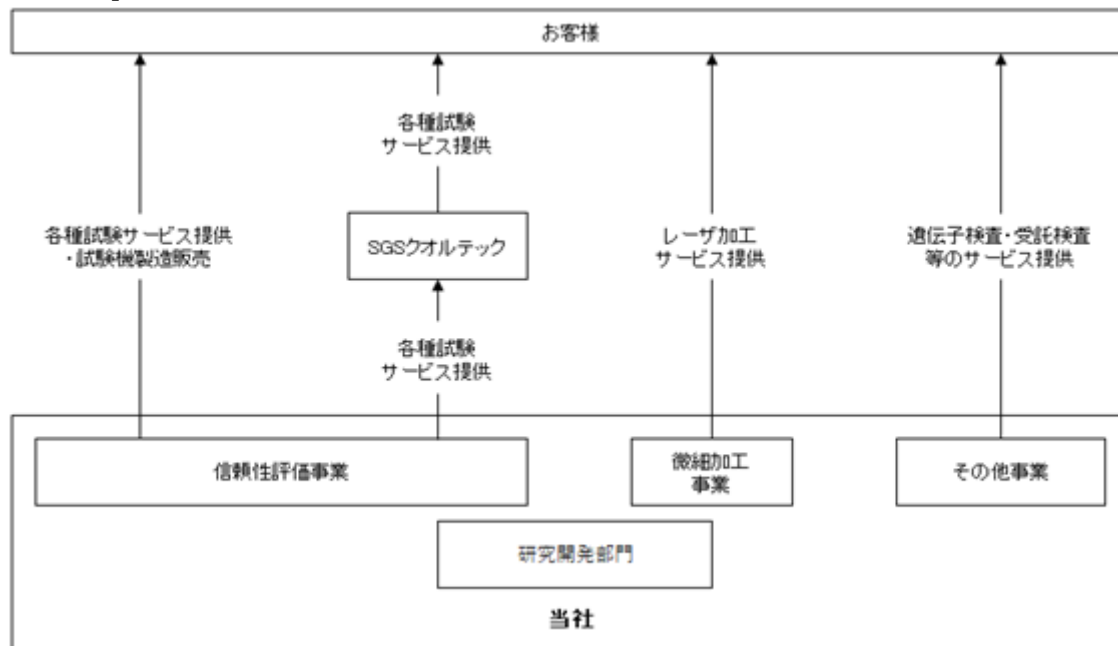 お客様
各種試験
サービス提供
各種試験サービス提供
・試験機製造販売
SGSクオルテック
レーザ加工
サービス提供
遺伝子検査・受託検査
等のサービス提供
各種試験
サービス提供
信頼性評価事業
微細加工
事業
その他事業
研究開発部門
当社